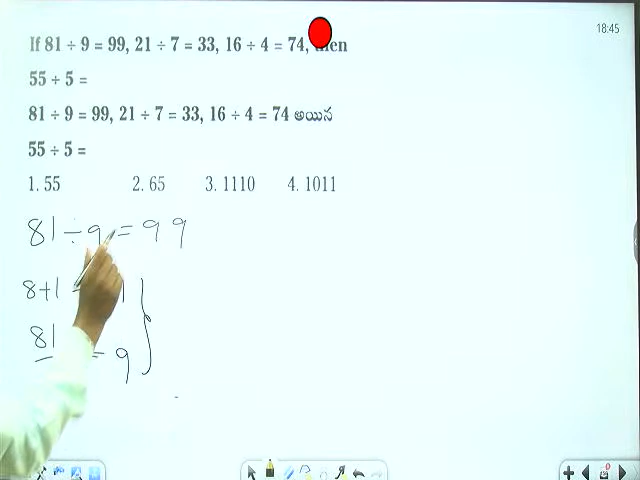 18:45
If 81 ÷ 9 = 99, 21 ÷ 7 = 33, 16 ÷ 4 = 74,
55 ÷ 5 =
81 ÷ 9 = 99, 21 ÷ 7 = 33, 16 ÷ 4 = 74 అయిన
55 ÷ 5 =
1. 55 2. 65 3. 1110 4. 1011
81 ÷ 9 = 99
8+1
81 = 9